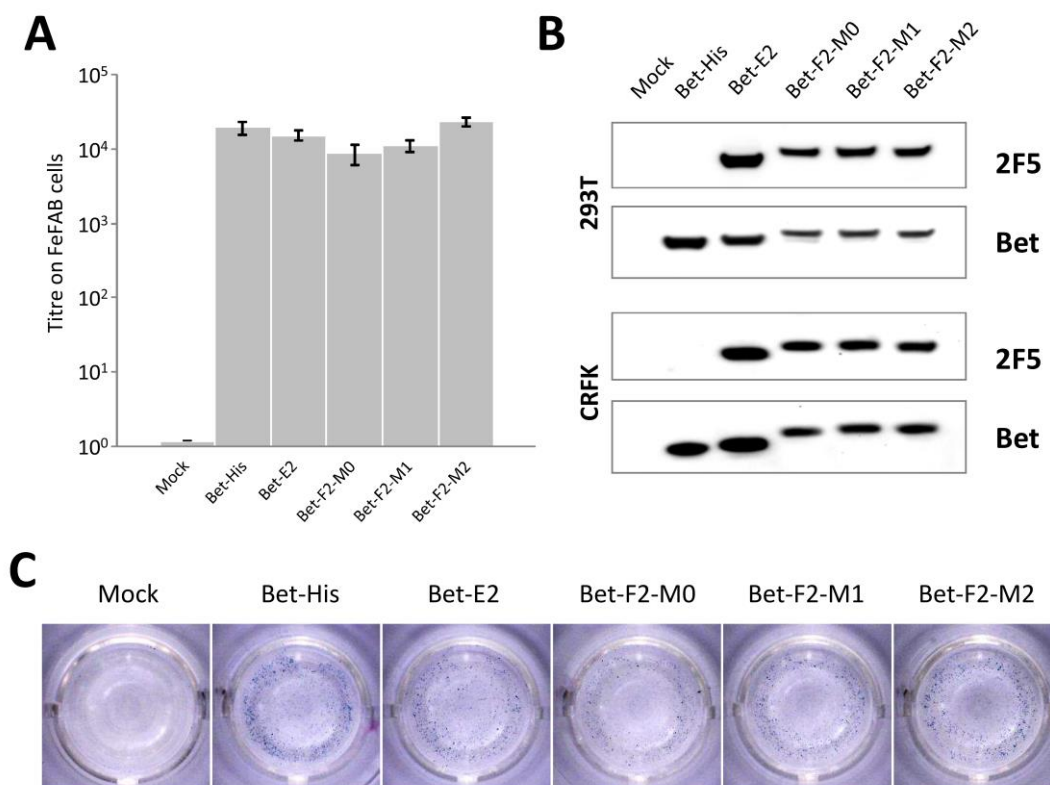 A
Titre on FeFAB cells
10⁵
10⁴
10³
10²
10¹
10⁰
Mock
Bet-His
Bet-E2
Bet-F2-M0
Bet-F2-M1
Bet-F2-M2
B
Mock
Bet-His
Bet-E2
Bet-F2-M0
Bet-F2-M1
Bet-F2-M2
293T
2F5
Bet
CRFK
2F5
Bet
C
Mock
Bet-His
Bet-E2
Bet-F2-M0
Bet-F2-M1
Bet-F2-M2